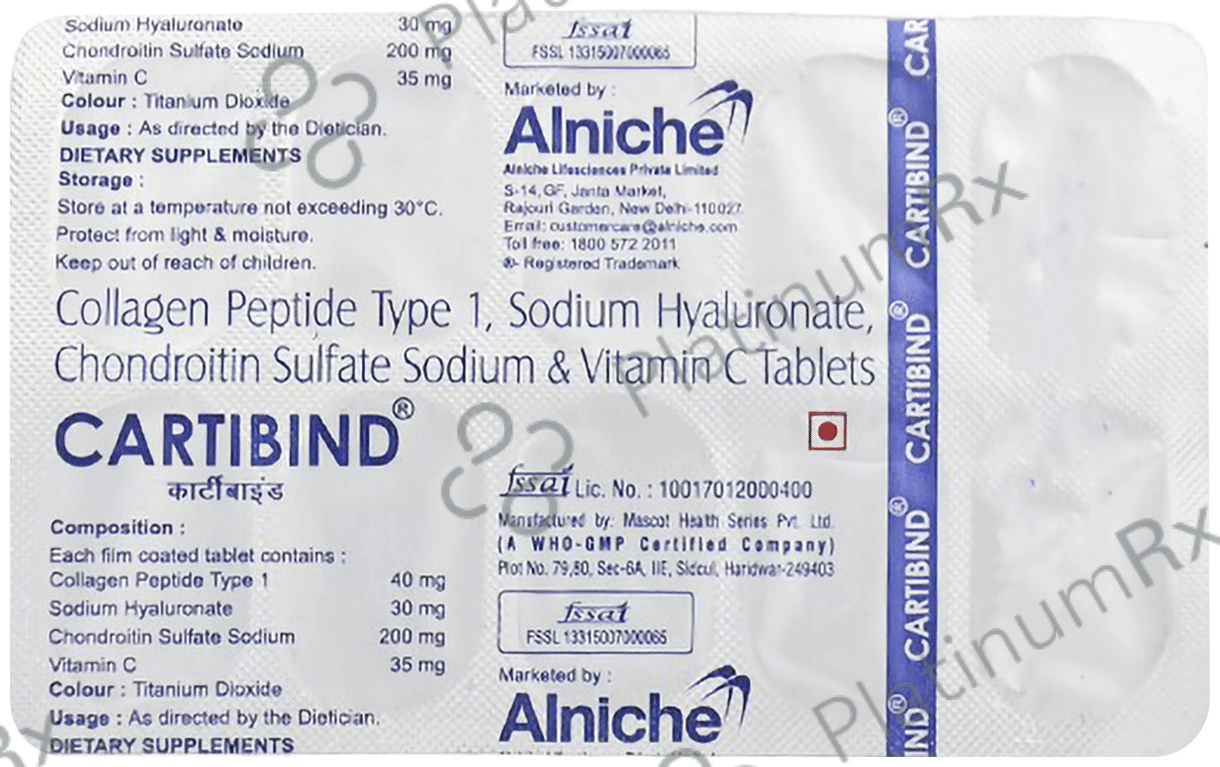 Sodium Hyaluronate 30 mg
Chondroitin Sulfate Sodium 200 mg
Vitamin C 35 mg
Colour : Titanium Dioxide
Usage : As directed by the Dietician.
DIETARY SUPPLEMENTS
Storage :
Store at a temperature not exceeding 30°C.
Protect from light & moisture.
Keep out of reach of children.
fssai
FSSL 13315007000065
Marketed by :
Alniche
Alniche Lifesciences Private Limited
S-14, GF, Janta Market,
Rajouri Garden, New Delhi-110027
Email: customercare@alniche.com
Toll free: 1800 572 2011
®- Registered Trademark
Collagen Peptide Type 1, Sodium Hyaluronate,
Chondroitin Sulfate Sodium & Vitamin C Tablets
CARTIBIND®
कार्टीबाइंड
Composition :
Each film coated tablet contains :
Collagen Peptide Type 1 40 mg
Sodium Hyaluronate 30 mg
Chondroitin Sulfate Sodium 200 mg
Vitamin C 35 mg
Colour : Titanium Dioxide
Usage : As directed by the Dietician.
DIETARY SUPPLEMENTS
fssai Lic. No. : 10017012000400
Manufactured by: Mascot Health Series Pvt. Ltd.
(A WHO-GMP Certified Company)
Plot No. 79,80, Sec-6A, IIE, Sidcul, Haridwar-249403
fssai
FSSL 13315007000065
Marketed by :
Alniche
CAR
CARTIBIND®
CARTIBIND®
CARTIBIND®
IND®
Platinum
PlatinumRx
PlatinumRx
Rx